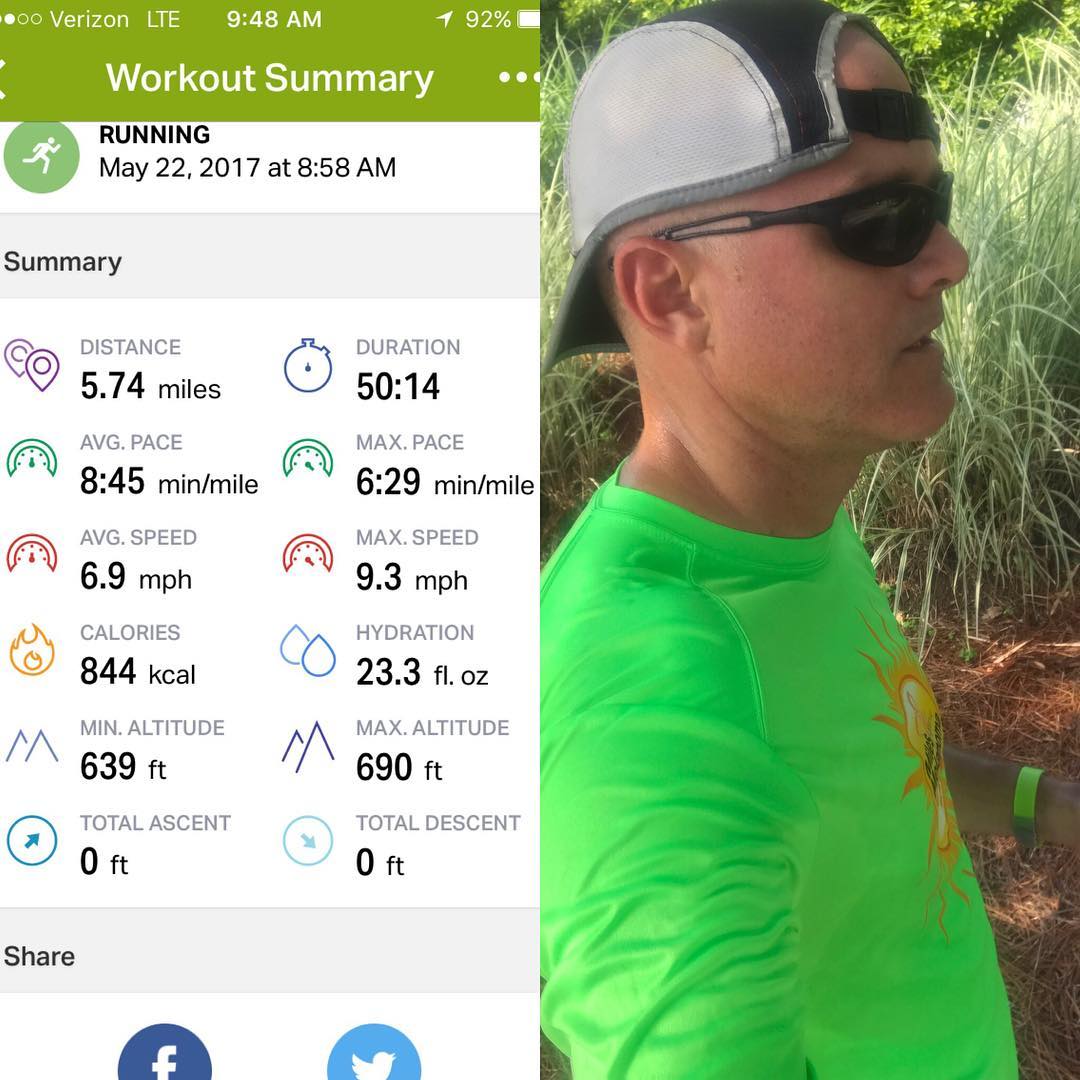 Verizon LTE 9:48 AM 92%
Workout Summary
RUNNING
May 22, 2017 at 8:58 AM
Summary
DISTANCE DURATION
5.74 miles 50:14
AVG. PACE MAX. PACE
8:45 min/mile 6:29 min/mile
AVG. SPEED MAX. SPEED
6.9 mph 9.3 mph
CALORIES HYDRATION
844 kcal 23.3 fl. oz
MIN. ALTITUDE MAX. ALTITUDE
639 ft 690 ft
TOTAL ASCENT TOTAL DESCENT
0 ft 0 ft
Share
f